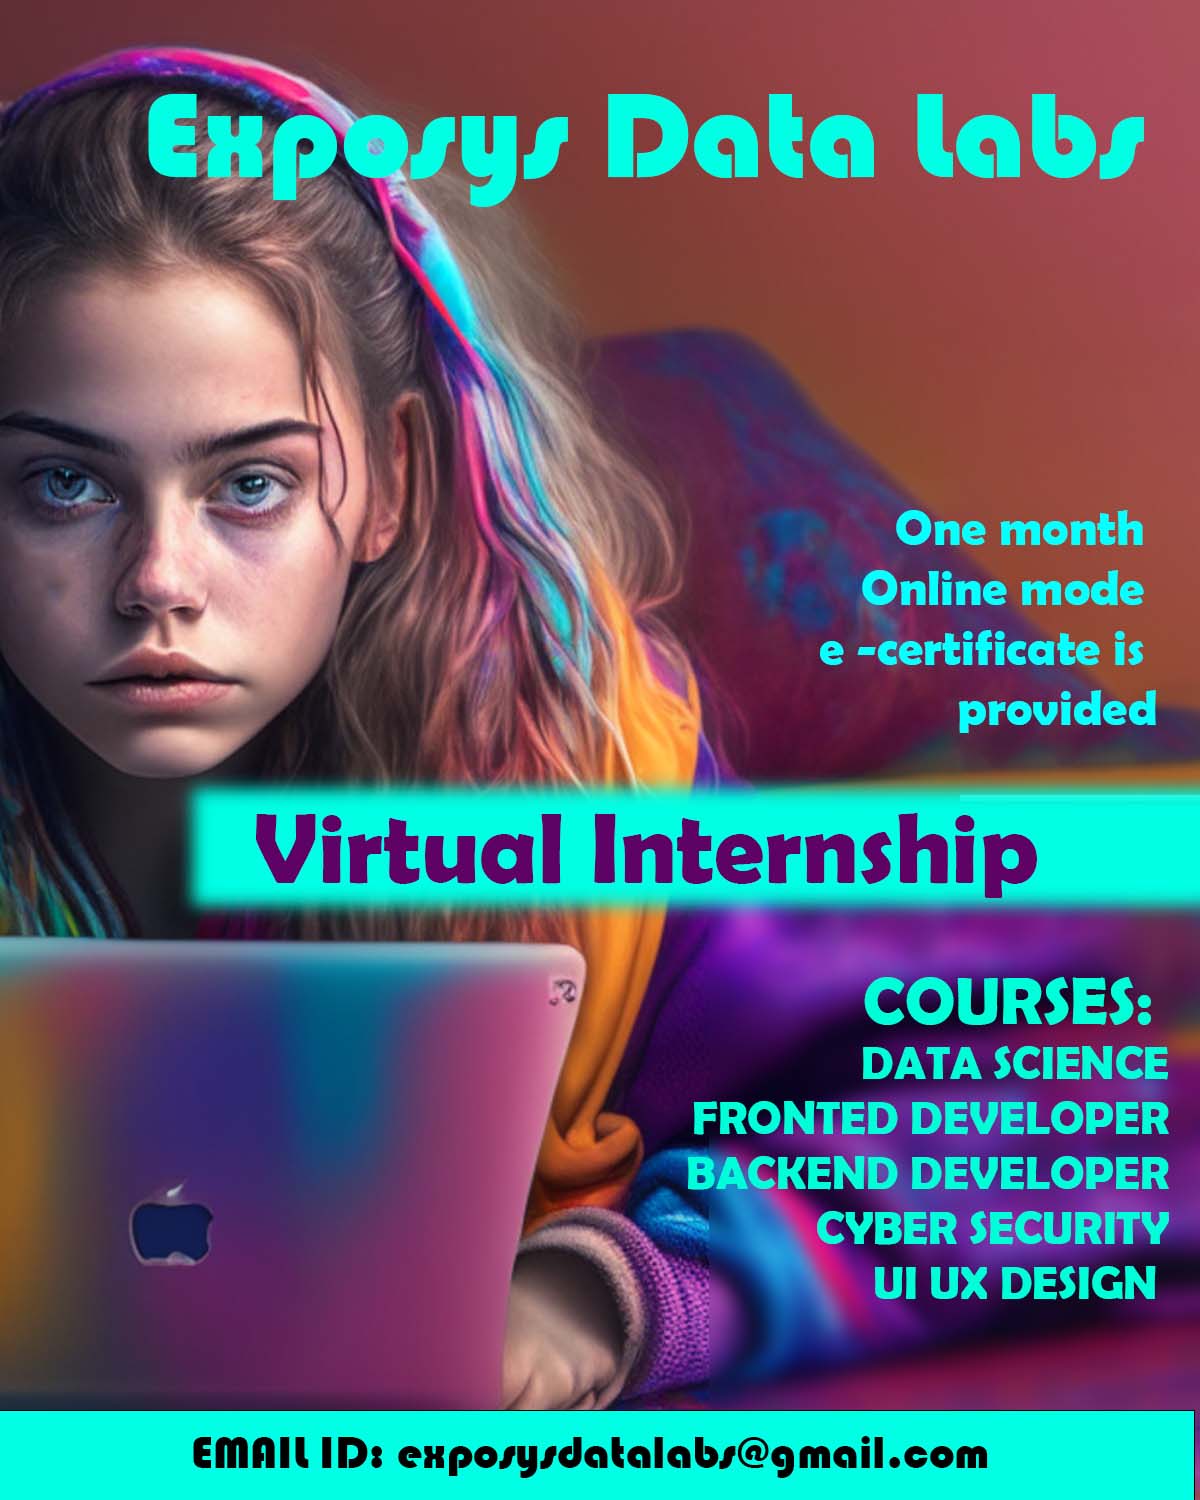 Exposys Data Labs
One month
Online mode
e -certificate is
provided
Virtual Internship
COURSES:
DATA SCIENCE
FRONTED DEVELOPER
BACKEND DEVELOPER
CYBER SECURITY
UI UX DESIGN
EMAIL ID: exposysdatalabs@gmail.com